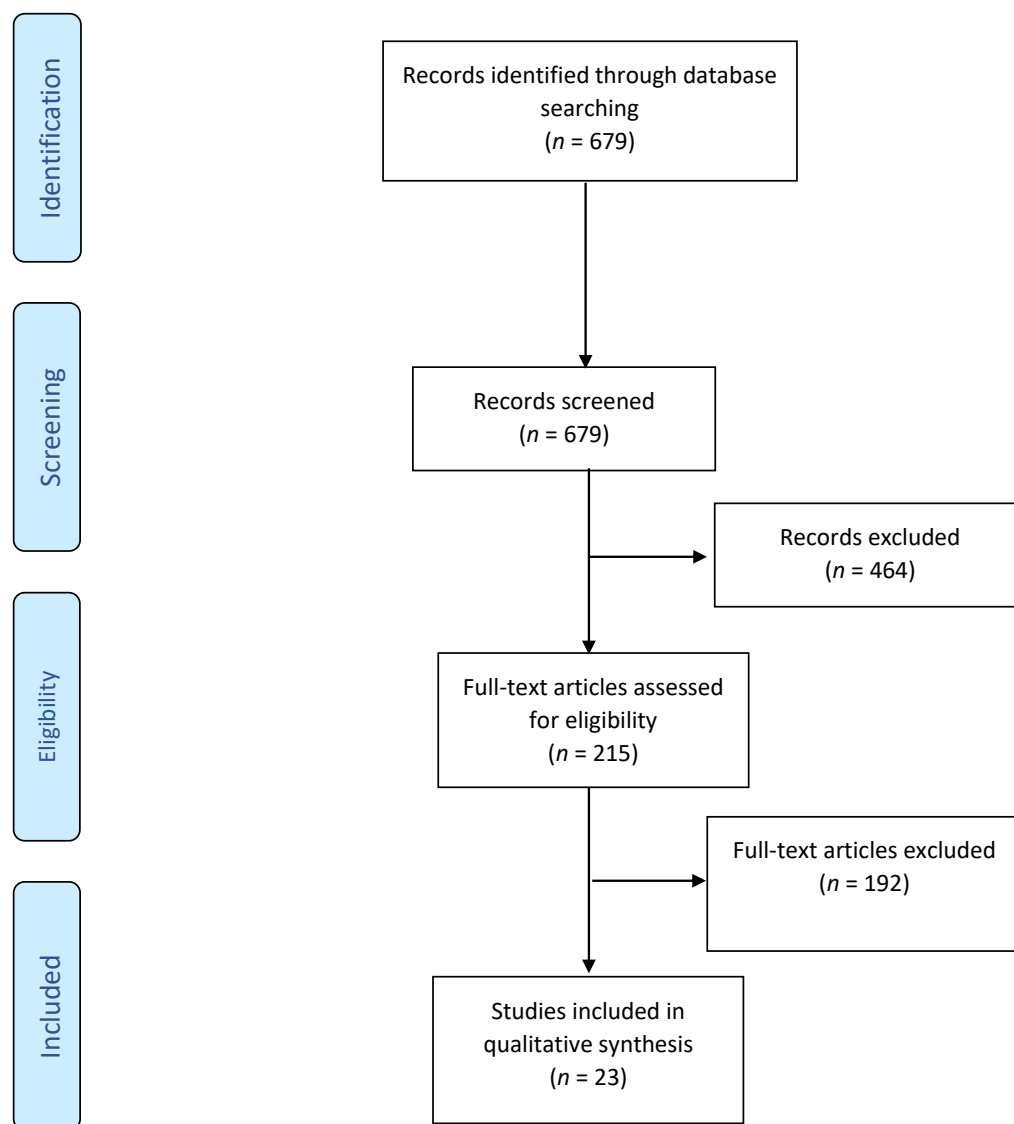 Identification
Records identified through database
searching
(n = 679)
Screening
Records screened
(n = 679)
Records excluded
(n = 464)
Eligibility
Full-text articles assessed
for eligibility
(n = 215)
Full-text articles excluded
(n = 192)
Included
Studies included in
qualitative synthesis
(n = 23)